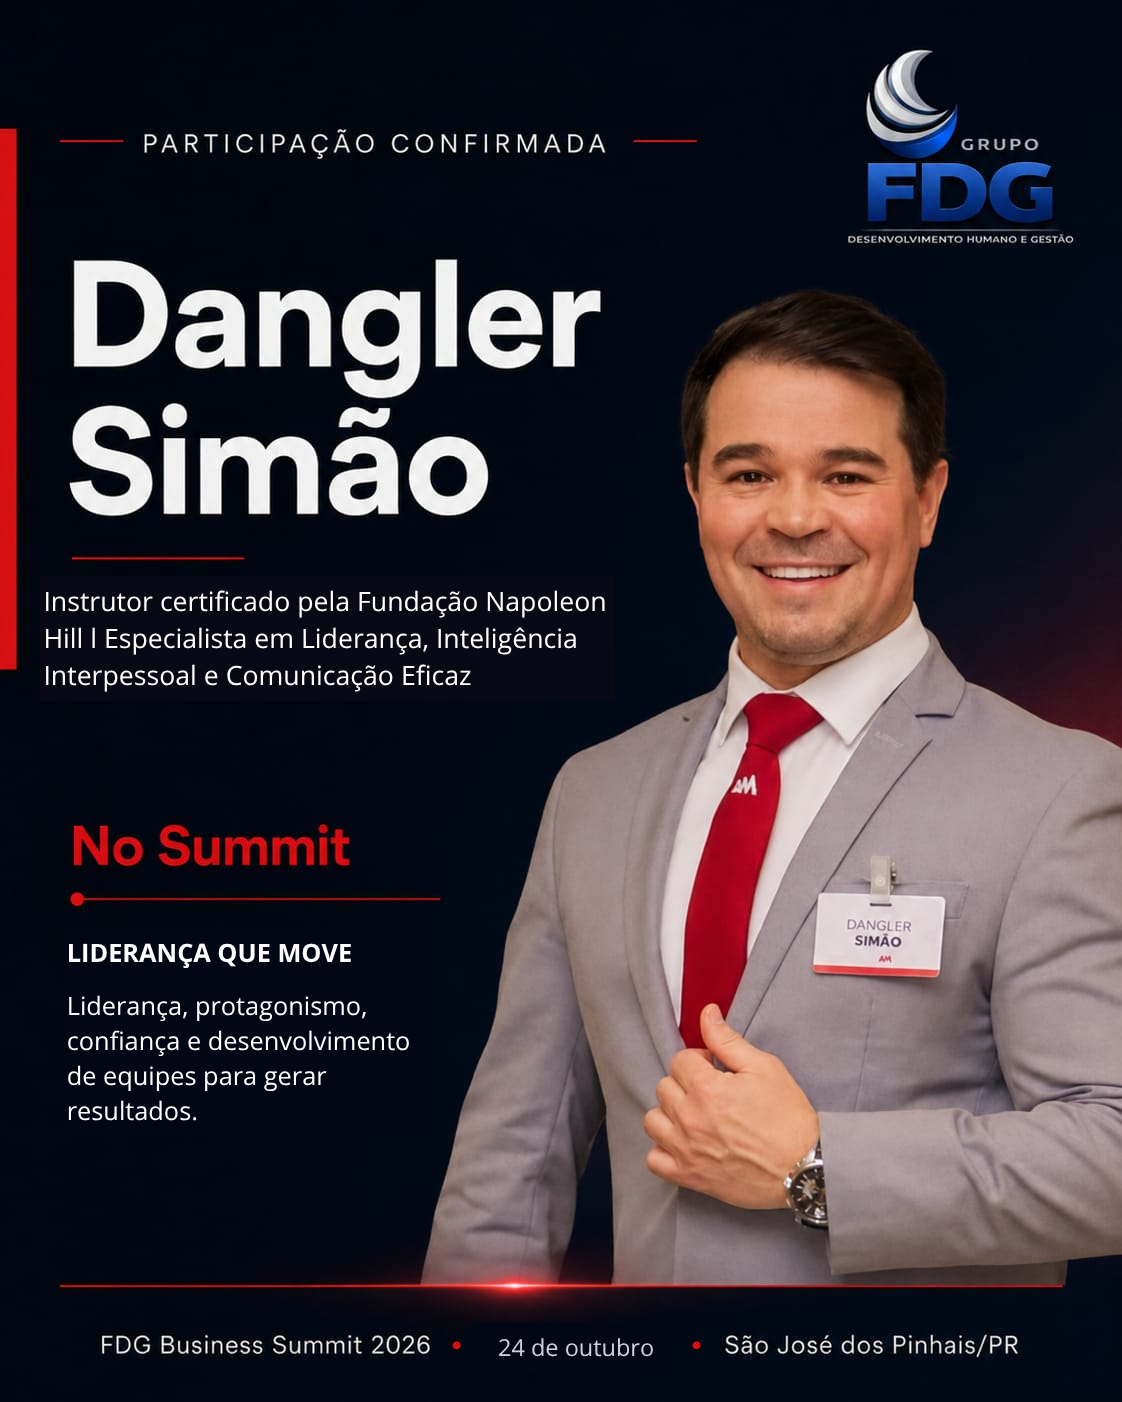 PARTICIPAÇÃO CONFIRMADA
GRUPO
FDG
DESENVOLVIMENTO HUMANO E GESTÃO
Dangler
Simão
Instrutor certificado pela Fundação Napoleon
Hill l Especialista em Liderança, Inteligência
Interpessoal e Comunicação Eficaz
AM
DANGLER
SIMÃO
AM
No Summit
LIDERANÇA QUE MOVE
Liderança, protagonismo,
confiança e desenvolvimento
de equipes para gerar
resultados.
FDG Business Summit 2026 • 24 de outubro • São José dos Pinhais/PR